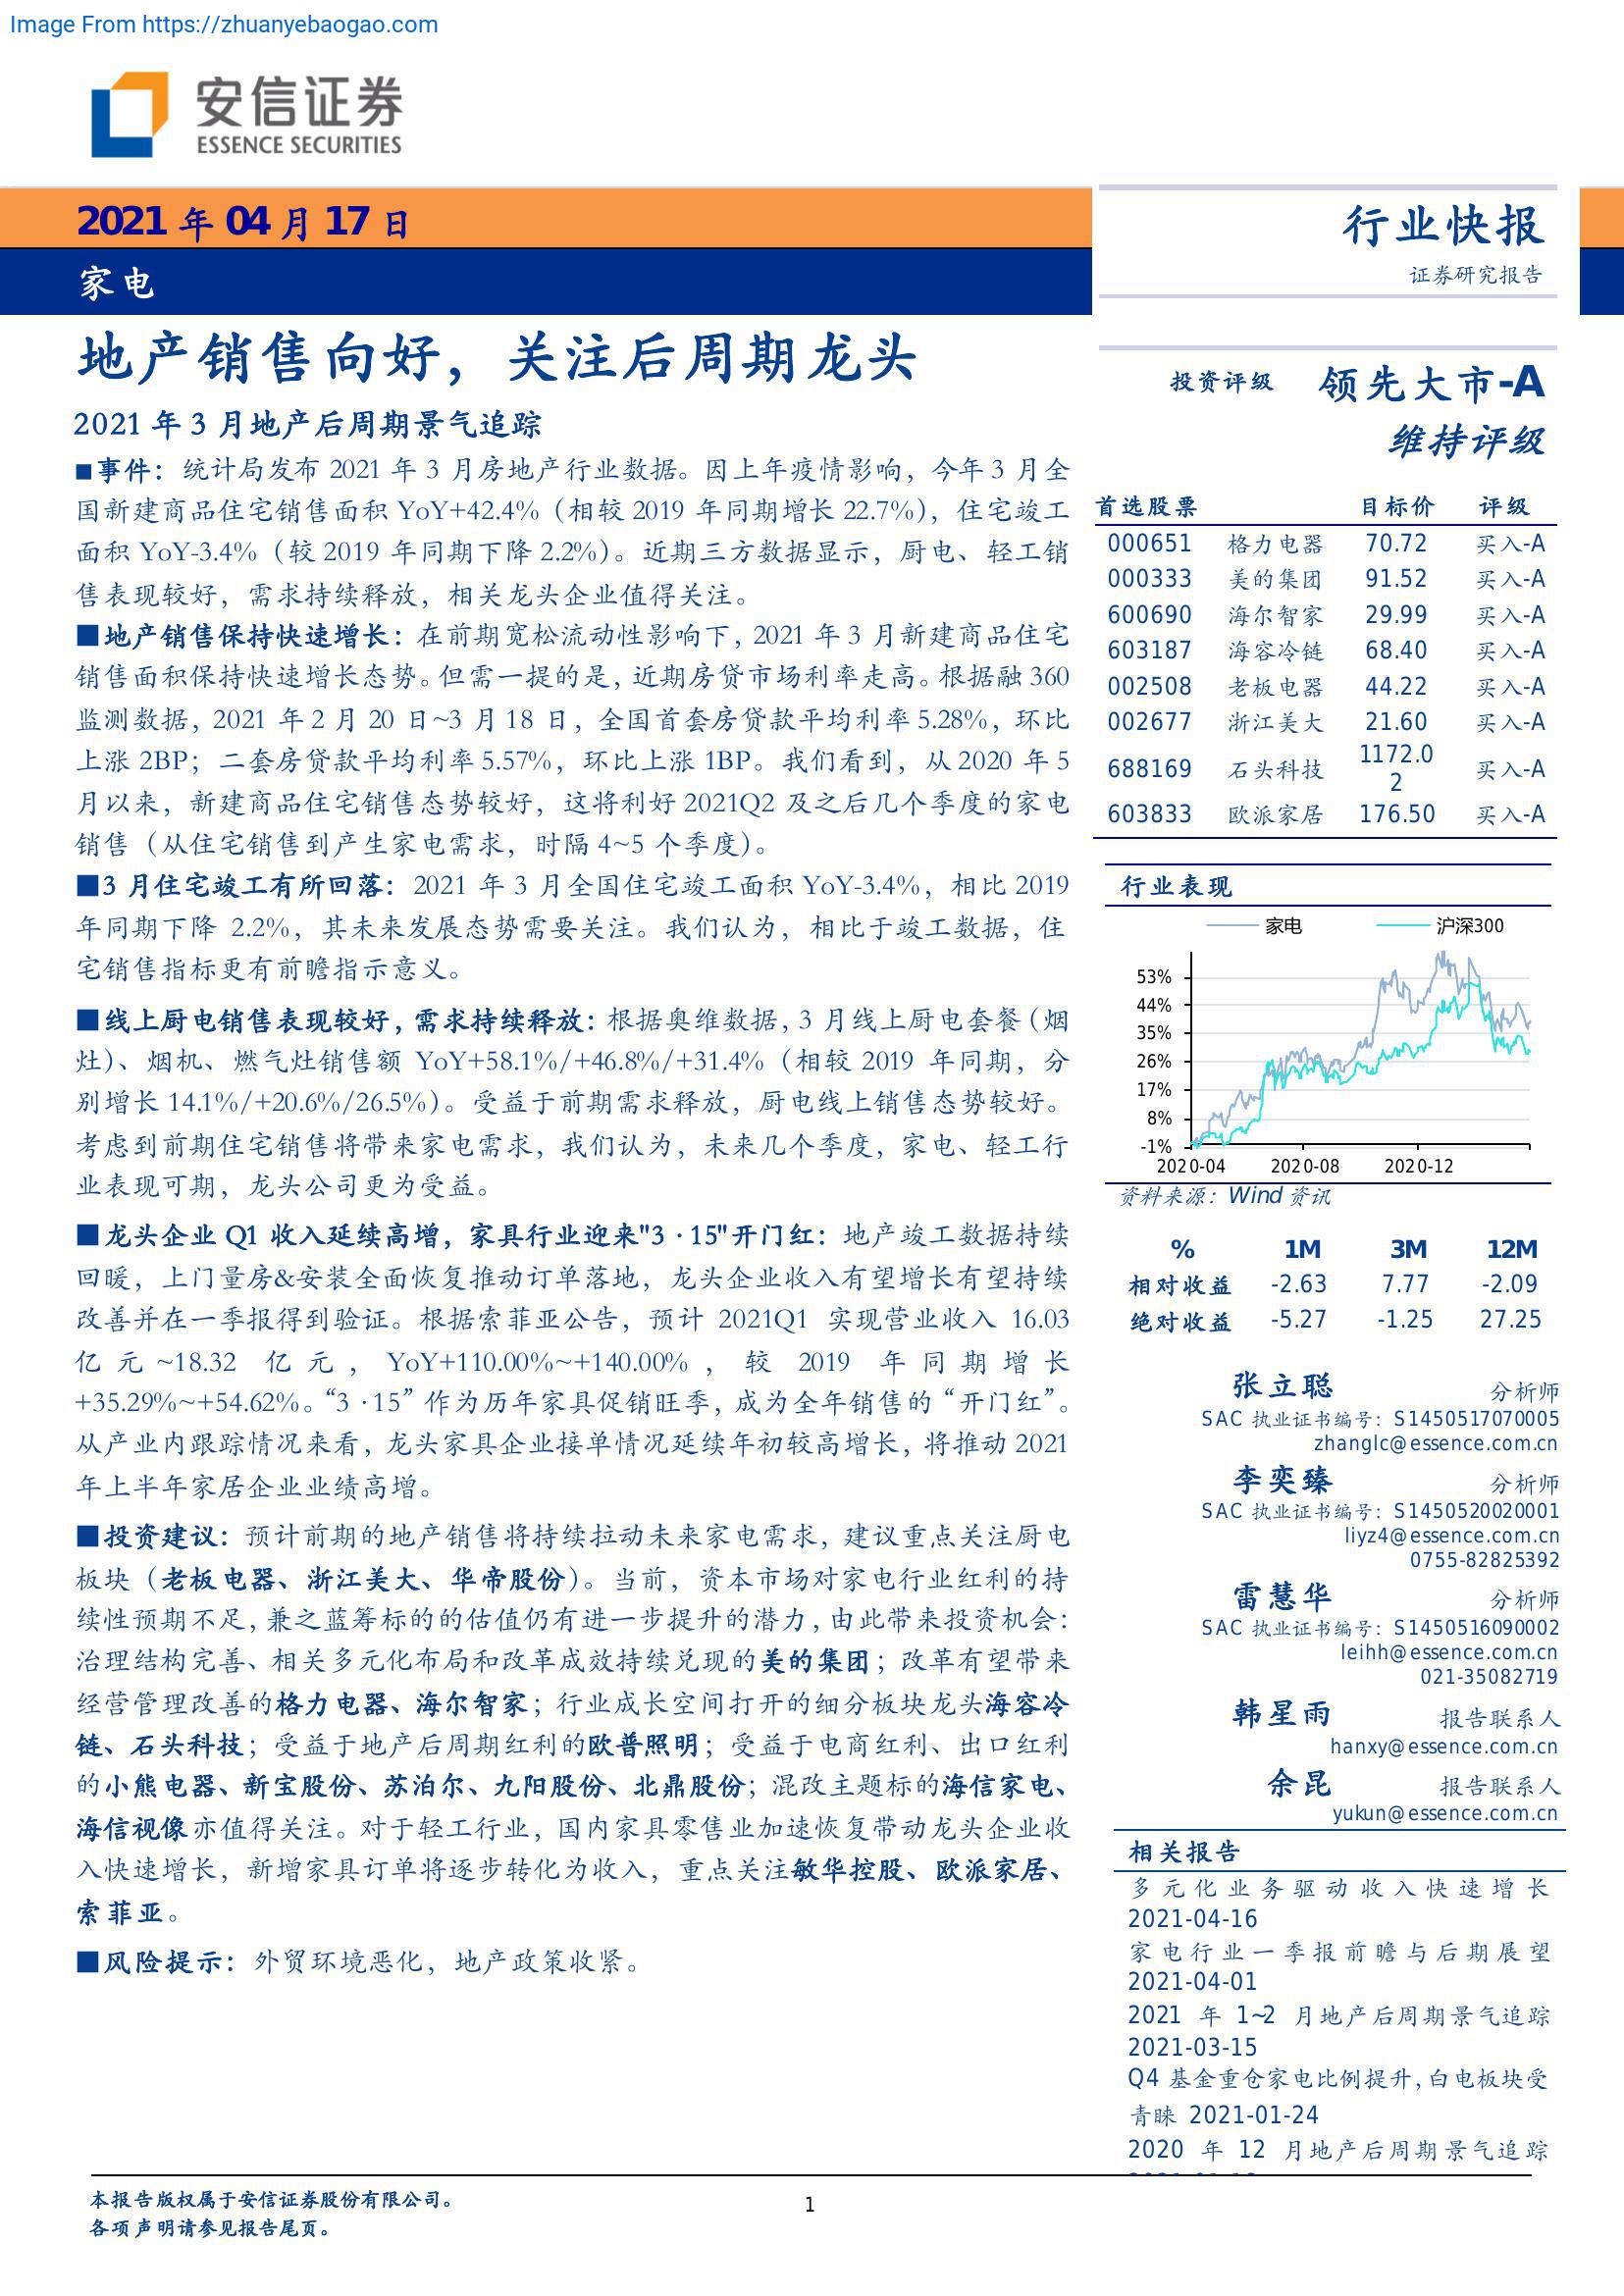 Image From https://zhuanyebaogao.com
安信证券
ESSENCE SECURITIES
2021 年 04 月 17 日
家电
地产销售向好，关注后周期龙头
2021 年 3 月地产后周期景气追踪
■事件：统计局发布 2021 年 3 月房地产行业数据。因上年疫情影响，今年 3 月全
国新建商品住宅销售面积 YoY+42.4%（相较 2019 年同期增长 22.7%），住宅竣工
面积 YoY-3.4%（较 2019 年同期下降 2.2%）。近期三方数据显示，厨电、轻工销
售表现较好，需求持续释放，相关龙头企业值得关注。
■地产销售保持快速增长：在前期宽松流动性影响下，2021 年 3 月新建商品住宅
销售面积保持快速增长态势。但需一提的是，近期房贷市场利率走高。根据融 360
监测数据，2021 年 2 月 20 日~3 月 18 日，全国首套房贷款平均利率 5.28%，环比
上涨 2BP；二套房贷款平均利率 5.57%，环比上涨 1BP。我们看到，从 2020 年 5
月以来，新建商品住宅销售态势较好，这将利好 2021Q2 及之后几个季度的家电
销售（从住宅销售到产生家电需求，时隔 4~5 个季度）。
■3 月住宅竣工有所回落：2021 年 3 月全国住宅竣工面积 YoY-3.4%，相比 2019
年同期下降 2.2%，其未来发展态势需要关注。我们认为，相比于竣工数据，住
宅销售指标更有前瞻指示意义。
■线上厨电销售表现较好，需求持续释放：根据奥维数据，3 月线上厨电套餐（烟
灶）、烟机、燃气灶销售额 YoY+58.1%/+46.8%/+31.4%（相较 2019 年同期，分
别增长 14.1%/+20.6%/26.5%）。受益于前期需求释放，厨电线上销售态势较好。
考虑到前期住宅销售将带来家电需求，我们认为，未来几个季度，家电、轻工行
业表现可期，龙头公司更为受益。
■龙头企业 Q1 收入延续高增，家具行业迎来"3·15"开门红：地产竣工数据持续
回暖，上门量房&安装全面恢复推动订单落地，龙头企业收入有望增长有望持续
改善并在一季报得到验证。根据索菲亚公告，预计 2021Q1 实现营业收入 16.03
亿元~18.32 亿元，YoY+110.00%~+140.00%，较 2019 年同期增长
+35.29%~+54.62%。“3·15”作为历年家具促销旺季，成为全年销售的“开门红”。
从产业内跟踪情况来看，龙头家具企业接单情况延续年初较高增长，将推动 2021
年上半年家居企业业绩高增。
■投资建议：预计前期的地产销售将持续拉动未来家电需求，建议重点关注厨电
板块（老板电器、浙江美大、华帝股份）。当前，资本市场对家电行业红利的持
续性预期不足，兼之蓝筹标的的估值仍有进一步提升的潜力，由此带来投资机会：
治理结构完善、相关多元化布局和改革成效持续兑现的美的集团；改革有望带来
经营管理改善的格力电器、海尔智家；行业成长空间打开的细分板块龙头海容冷
链、石头科技；受益于地产后周期红利的欧普照明；受益于电商红利、出口红利
的小熊电器、新宝股份、苏泊尔、九阳股份、北鼎股份；混改主题标的海信家电、
海信视像亦值得关注。对于轻工行业，国内家具零售业加速恢复带动龙头企业收
入快速增长，新增家具订单将逐步转化为收入，重点关注敏华控股、欧派家居、
索菲亚。
■风险提示：外贸环境恶化，地产政策收紧。
行业快报
证券研究报告
投资评级 领先大市-A
维持评级
首选股票 目标价 评级
000651 格力电器 70.72 买入-A
000333 美的集团 91.52 买入-A
600690 海尔智家 29.99 买入-A
603187 海容冷链 68.40 买入-A
002508 老板电器 44.22 买入-A
002677 浙江美大 21.60 买入-A
688169 石头科技 1172.0
2 买入-A
603833 欧派家居 176.50 买入-A
行业表现
家电 沪深300
53%
44%
35%
26%
17%
8%
-1%
2020-04 2020-08 2020-12
资料来源：Wind 资讯
% 1M 3M 12M
相对收益 -2.63 7.77 -2.09
绝对收益 -5.27 -1.25 27.25
张立聪 分析师
SAC 执业证书编号：S1450517070005
zhanglc@essence.com.cn
李奕臻 分析师
SAC 执业证书编号：S1450520020001
liyz4@essence.com.cn
0755-82825392
雷慧华 分析师
SAC 执业证书编号：S1450516090002
leihh@essence.com.cn
021-35082719
韩星雨 报告联系人
hanxy@essence.com.cn
余昆 报告联系人
yukun@essence.com.cn
相关报告
多元化业务驱动收入快速增长
2021-04-16
家电行业一季报前瞻与后期展望
2021-04-01
2021 年 1~2 月地产后周期景气追踪
2021-03-15
Q4 基金重仓家电比例提升，白电板块受
青睐 2021-01-24
2020 年 12 月地产后周期景气追踪
本报告版权属于安信证券股份有限公司。
各项声明请参见报告尾页。
1